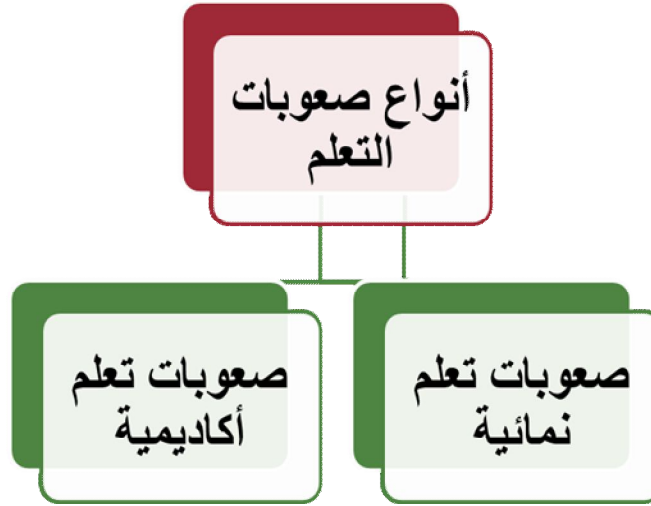 أنواع صعوبات
التعلم
صعوبات تعلم
نمائية
صعوبات تعلم
أكاديمية